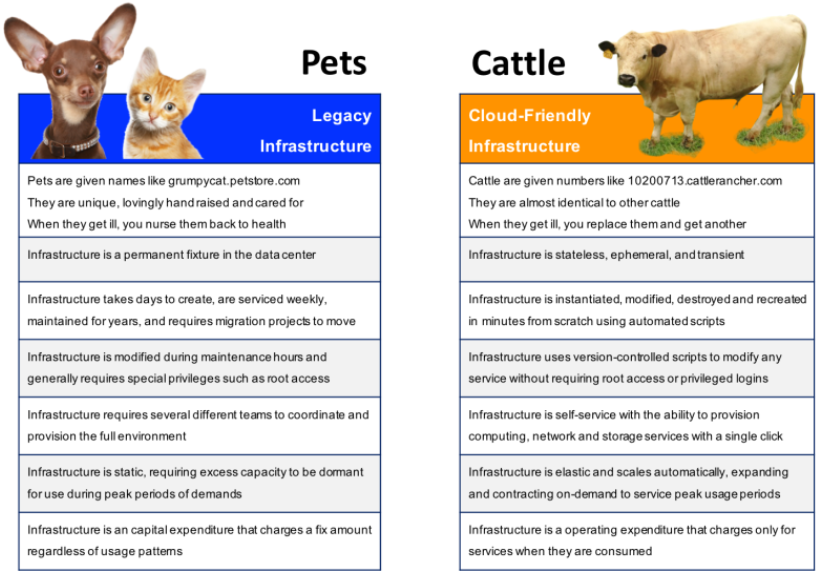 Pets
Legacy
Infrastructure
Pets are given names like grumpycat.petstore.com
They are unique, lovingly hand raised and cared for
When they get ill, you nurse them back to health
Infrastructure is a permanent fixture in the data center
Infrastructure takes days to create, are serviced weekly,
maintained for years, and requires migration projects to move
Infrastructure is modified during maintenance hours and
generally requires special privileges such as root access
Infrastructure requires several different teams to coordinate and
provision the full environment
Infrastructure is static, requiring excess capacity to be dormant
for use during peak periods of demands
Infrastructure is an capital expenditure that charges a fix amount
regardless of usage patterns
Cattle
Cloud-Friendly
Infrastructure
Cattle are given numbers like 10200713.cattlerancher.com
They are almost identical to other cattle
When they get ill, you replace them and get another
Infrastructure is stateless, ephemeral, and transient
Infrastructure is instantiated, modified, destroyed and recreated
in minutes from scratch using automated scripts
Infrastructure uses version-controlled scripts to modify any
service without requiring root access or privileged logins
Infrastructure is self-service with the ability to provision
computing, network and storage services with a single click
Infrastructure is elastic and scales automatically, expanding
and contracting on-demand to service peak usage periods
Infrastructure is a operating expenditure that charges only for
services when they are consumed